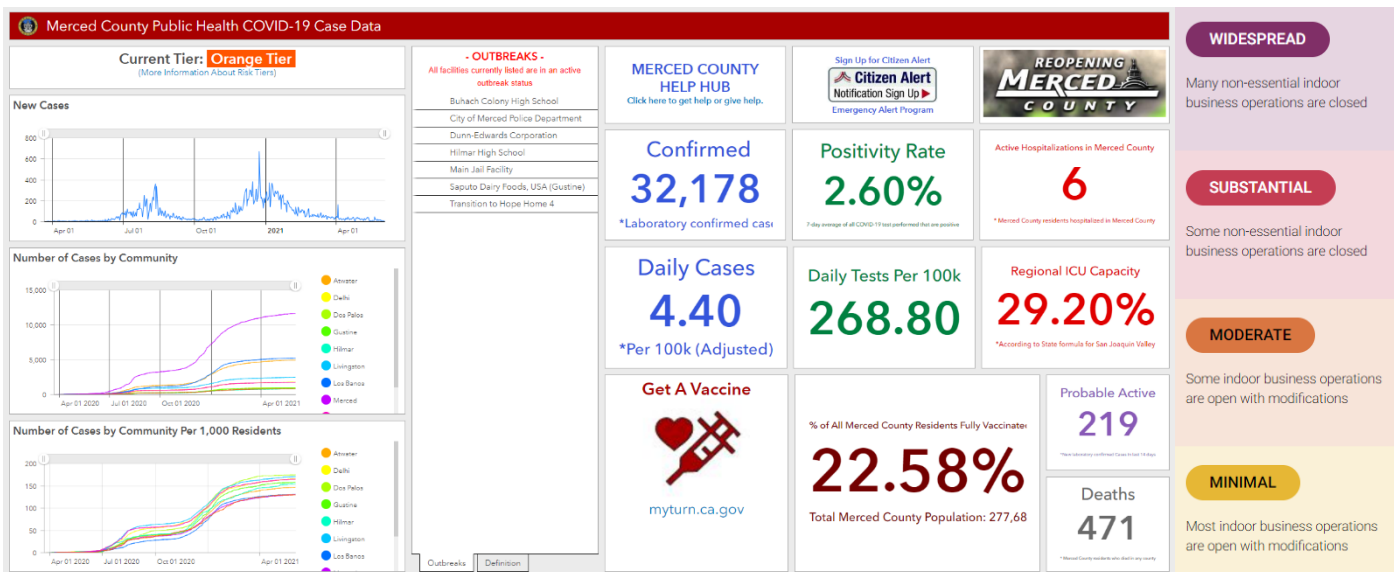 Merced County Public Health COVID-19 Case Data
Current Tier: Orange Tier
(More Information About Risk Tiers)
New Cases
800
600
400
200
0
Apr 01
Jul 01
Oct 01
2021
Apr 01
Number of Cases by Community
15,000
10,000
5,000
0
Apr 01 2020
Jul 01 2020
Oct 01 2020
Apr 01 2021
Atwater
Delhi
Dos Palos
Gustine
Hilmar
Livingston
Los Banos
Merced
Number of Cases by Community Per 1,000 Residents
200
150
100
50
0
Apr 01 2020
Jul 01 2020
Oct 01 2020
Apr 01 2021
Atwater
Delhi
Dos Palos
Gustine
Hilmar
Livingston
Los Banos
- OUTBREAKS -
All facilities currently listed are in an active
outbreak status
Buhach Colony High School
City of Merced Police Department
Dunn-Edwards Corporation
Hilmar High School
Main Jail Facility
Saputo Dairy Foods, USA (Gustine)
Transition to Hope Home 4
Outbreaks
Definition
MERCED COUNTY
HELP HUB
Click here to get help or give help.
Sign Up for Citizen Alert
Citizen Alert
Notification Sign Up
Emergency Alert Program
REOPENING
MERCED
COUNTY
Confirmed
32,178
*Laboratory confirmed case
Positivity Rate
2.60%
7-day average of all COVID-19 test performed that are positive
Active Hospitalizations in Merced County
6
* Merced County residents hospitalized in Merced County
Daily Cases
4.40
*Per 100k (Adjusted)
Daily Tests Per 100k
268.80
Regional ICU Capacity
29.20%
*According to State formula for San Joaquin Valley
Get A Vaccine
myturn.ca.gov
% of All Merced County Residents Fully Vaccinate
22.58%
Total Merced County Population: 277,68
Probable Active
219
*New laboratory confirmed Cases in last 14 days
Deaths
471
* Merced County residents who died in any county
WIDESPREAD
Many non-essential indoor
business operations are closed
SUBSTANTIAL
Some non-essential indoor
business operations are closed
MODERATE
Some indoor business operations
are open with modifications
MINIMAL
Most indoor business operations
are open with modifications